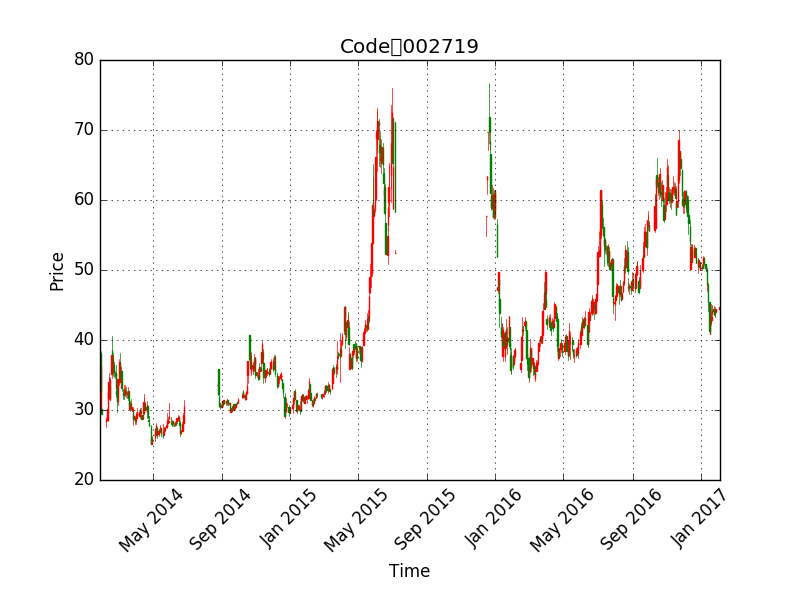 Code▯002719
80
70
60
50
40
30
20
Price
May 2014
Sep 2014
Jan 2015
May 2015
Sep 2015
Jan 2016
May 2016
Sep 2016
Jan 2017
Time